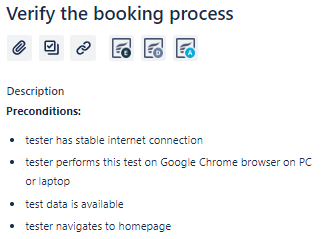 Verify the booking process
E
D
A
Description
Preconditions:
• tester has stable internet connection
• tester performs this test on Google Chrome browser on PC
or laptop
• test data is available
• tester navigates to homepage